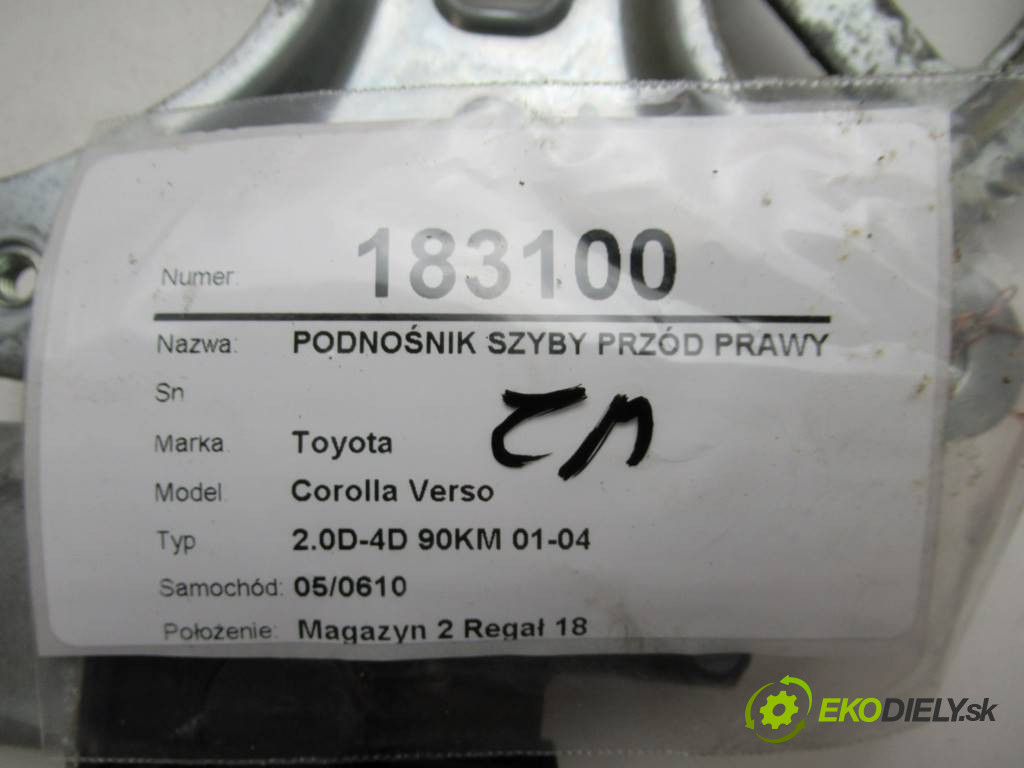 Numer: 183100
Nazwa: PODNOŚNIK SZYBY PRZÓD PRAWY
Sn
Marka Toyota
Model Corolla Verso
Typ 2.0D-4D 90KM 01-04
Samochód: 05/0610
Położenie: Magazyn 2 Regał 18
EKODIELY.sk